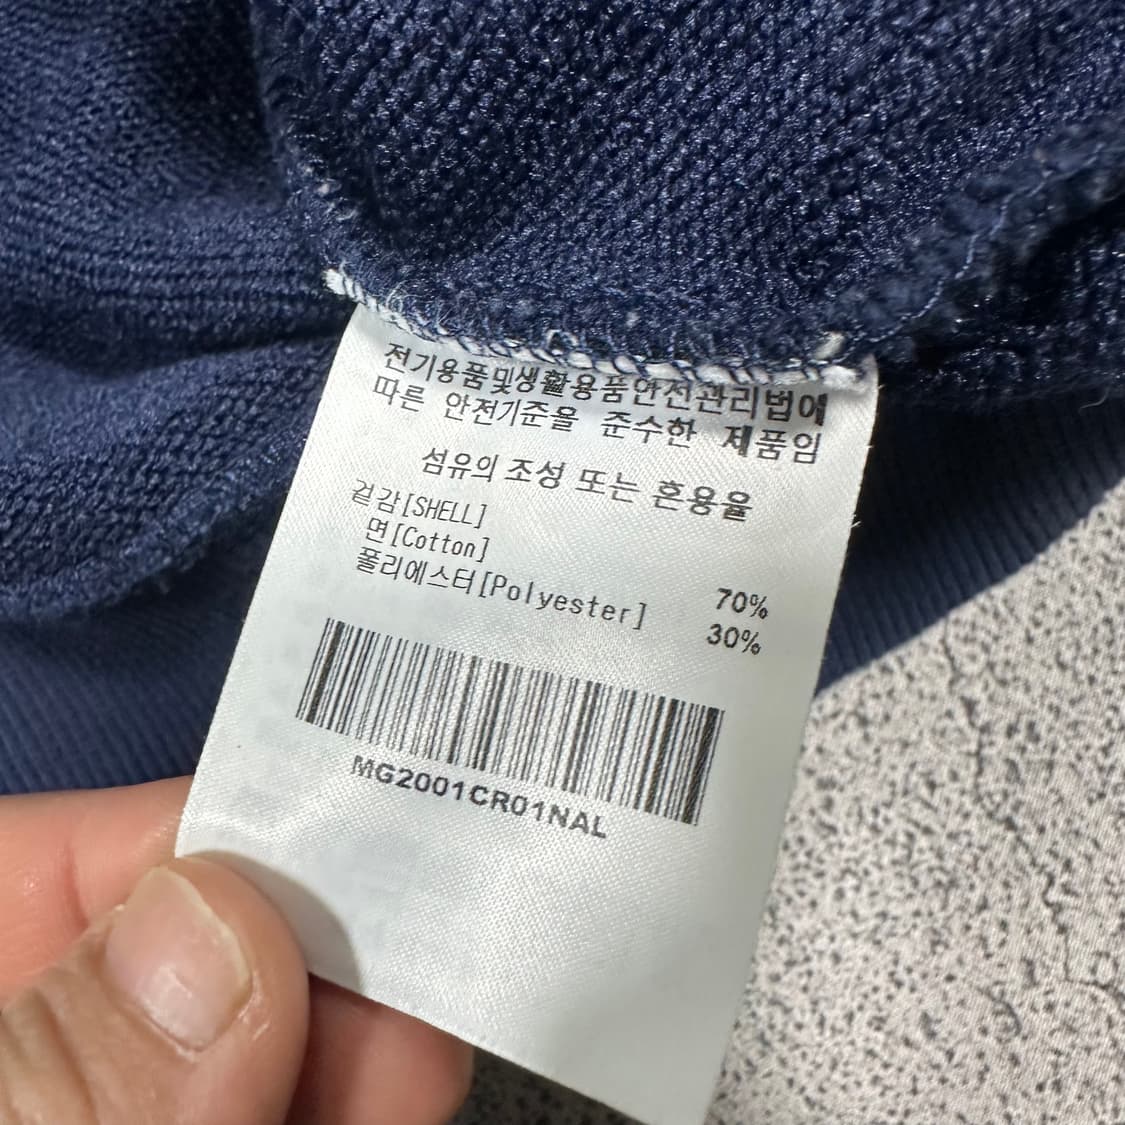 전기용품및생활용품안전관리법에
따른 안전기준을 준수한 제품임
섬유의 조성 또는 혼용율
겉감[SHELL]
면[Cotton] 70%
폴리에스터[Polyester] 30%
MG2001CR01NAL